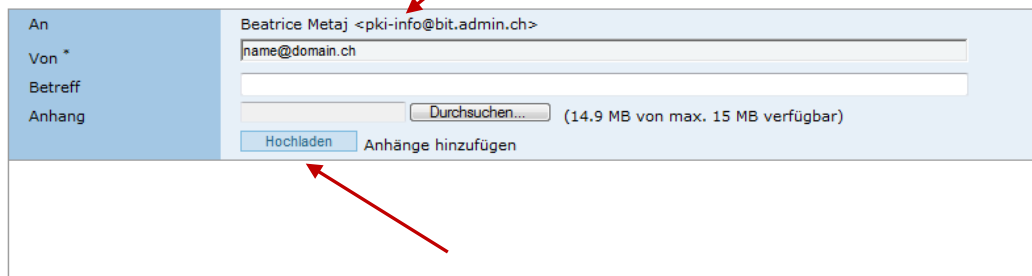 An Beatrice Metaj <pki-info@bit.admin.ch>
Von * name@domain.ch
Betreff
Anhang Durchsuchen... (14.9 MB von max. 15 MB verfügbar)
Hochladen Anhänge hinzufügen